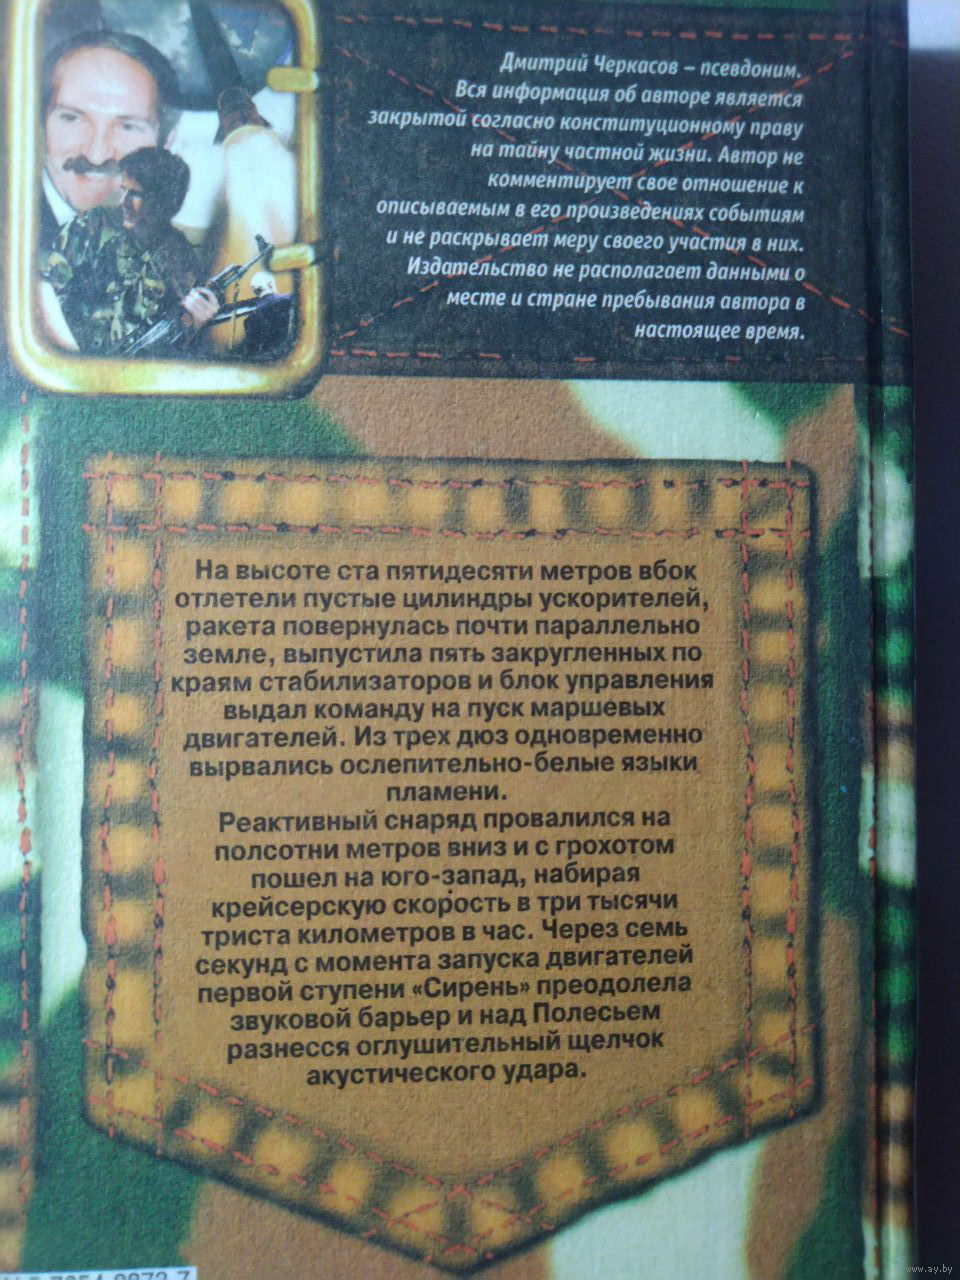 Дмитрий Черкасов – псевдоним.
Вся информация об авторе является
закрытой согласно конституционному праву
на тайну частной жизни. Автор не
комментирует свое отношение к
описываемым в его произведениях событиям
и не раскрывает меру своего участия в них.
Издательство не располагает данными о
месте и стране пребывания автора в
настоящее время.
На высоте ста пятидесяти метров вбок
отлетели пустые цилиндры ускорителей,
ракета повернулась почти параллельно
земле, выпустила пять закругленных по
краям стабилизаторов и блок управления
выдал команду на пуск маршевых
двигателей. Из трех дюз одновременно
вырвались ослепительно-белые языки
пламени.
Реактивный снаряд провалился на
полсотни метров вниз и с грохотом
пошел на юго-запад, набирая
крейсерскую скорость в три тысячи
триста километров в час. Через семь
секунд с момента запуска двигателей
первой ступени «Сирень» преодолела
звуковой барьер и над Полесьем
разнесся оглушительный щелчок
акустического удара.
www.ay.by